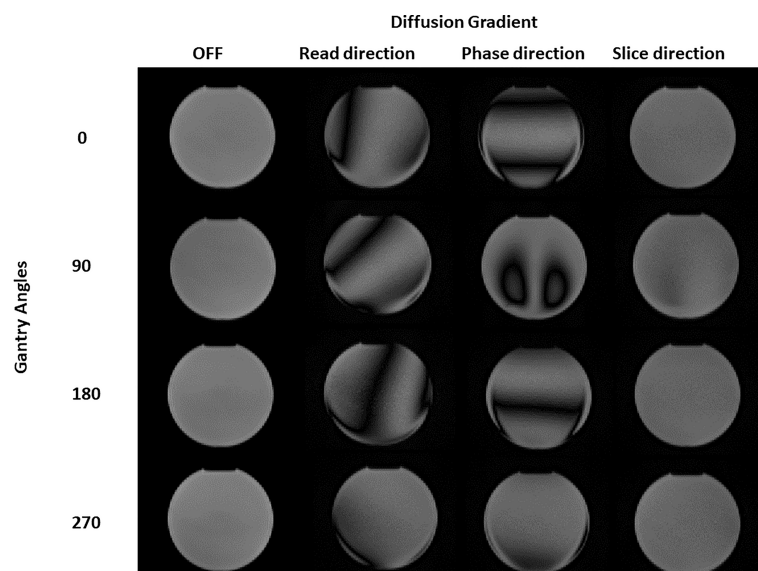 Diffusion Gradient
OFF Read direction Phase direction Slice direction
0
90
Gantry Angles
180
270